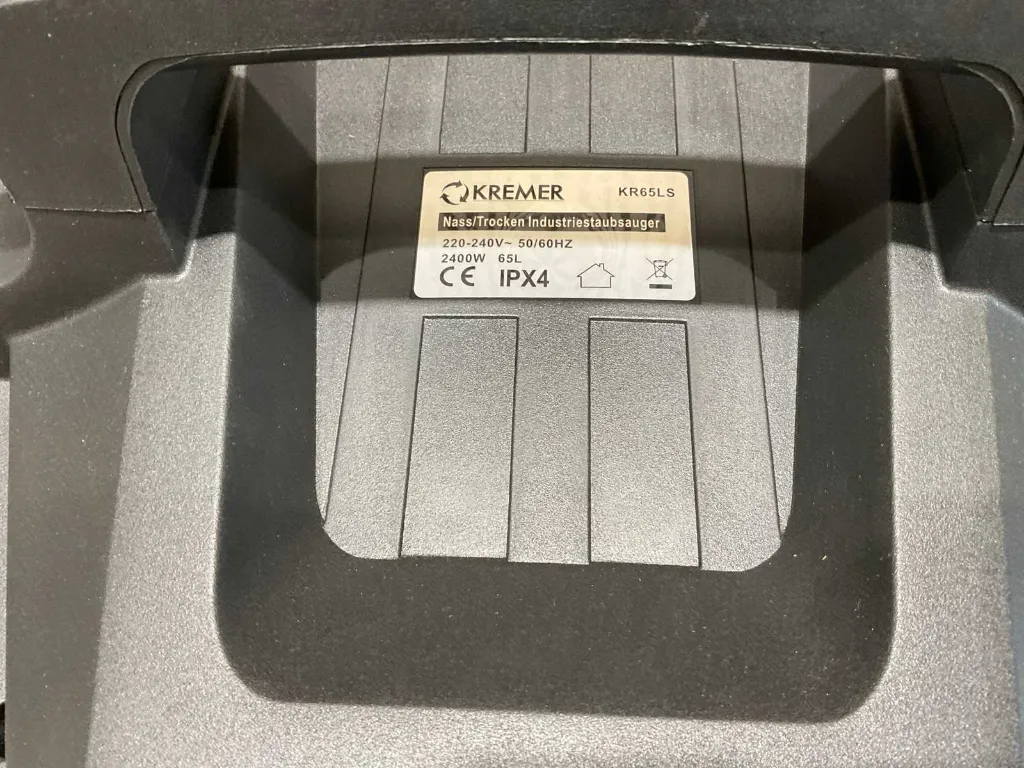 KREMER KR65LS
Nass/Trocken Industriestaubsauger
220-240V~ 50/60HZ
2400W 65L
CE IPX4